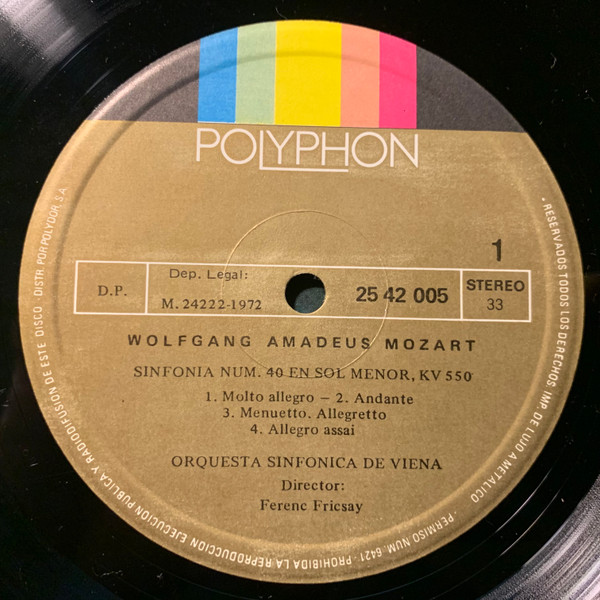 POLYPHON
1
D.P.
Dep. Legal:
M. 24222-1972
25 42 005
STEREO
33
WOLFGANG AMADEUS MOZART
SINFONIA NUM. 40 EN SOL MENOR, KV 550
1. Molto allegro – 2. Andante
3. Menuetto. Allegretto
4. Allegro assai
ORQUESTA SINFONICA DE VIENA
Director:
Ferenc Fricsay
• RESERVADOS TODOS LOS DERECHOS. IMP. DE LUJO A METALICO - PERMISO NUM. 6421 - PROHIBIDA LA REPRODUCCION EJECUCION PUBLICA Y RADIODIFUSION DE ESTE DISCO DISTR. POR POLYDOR, S.A.